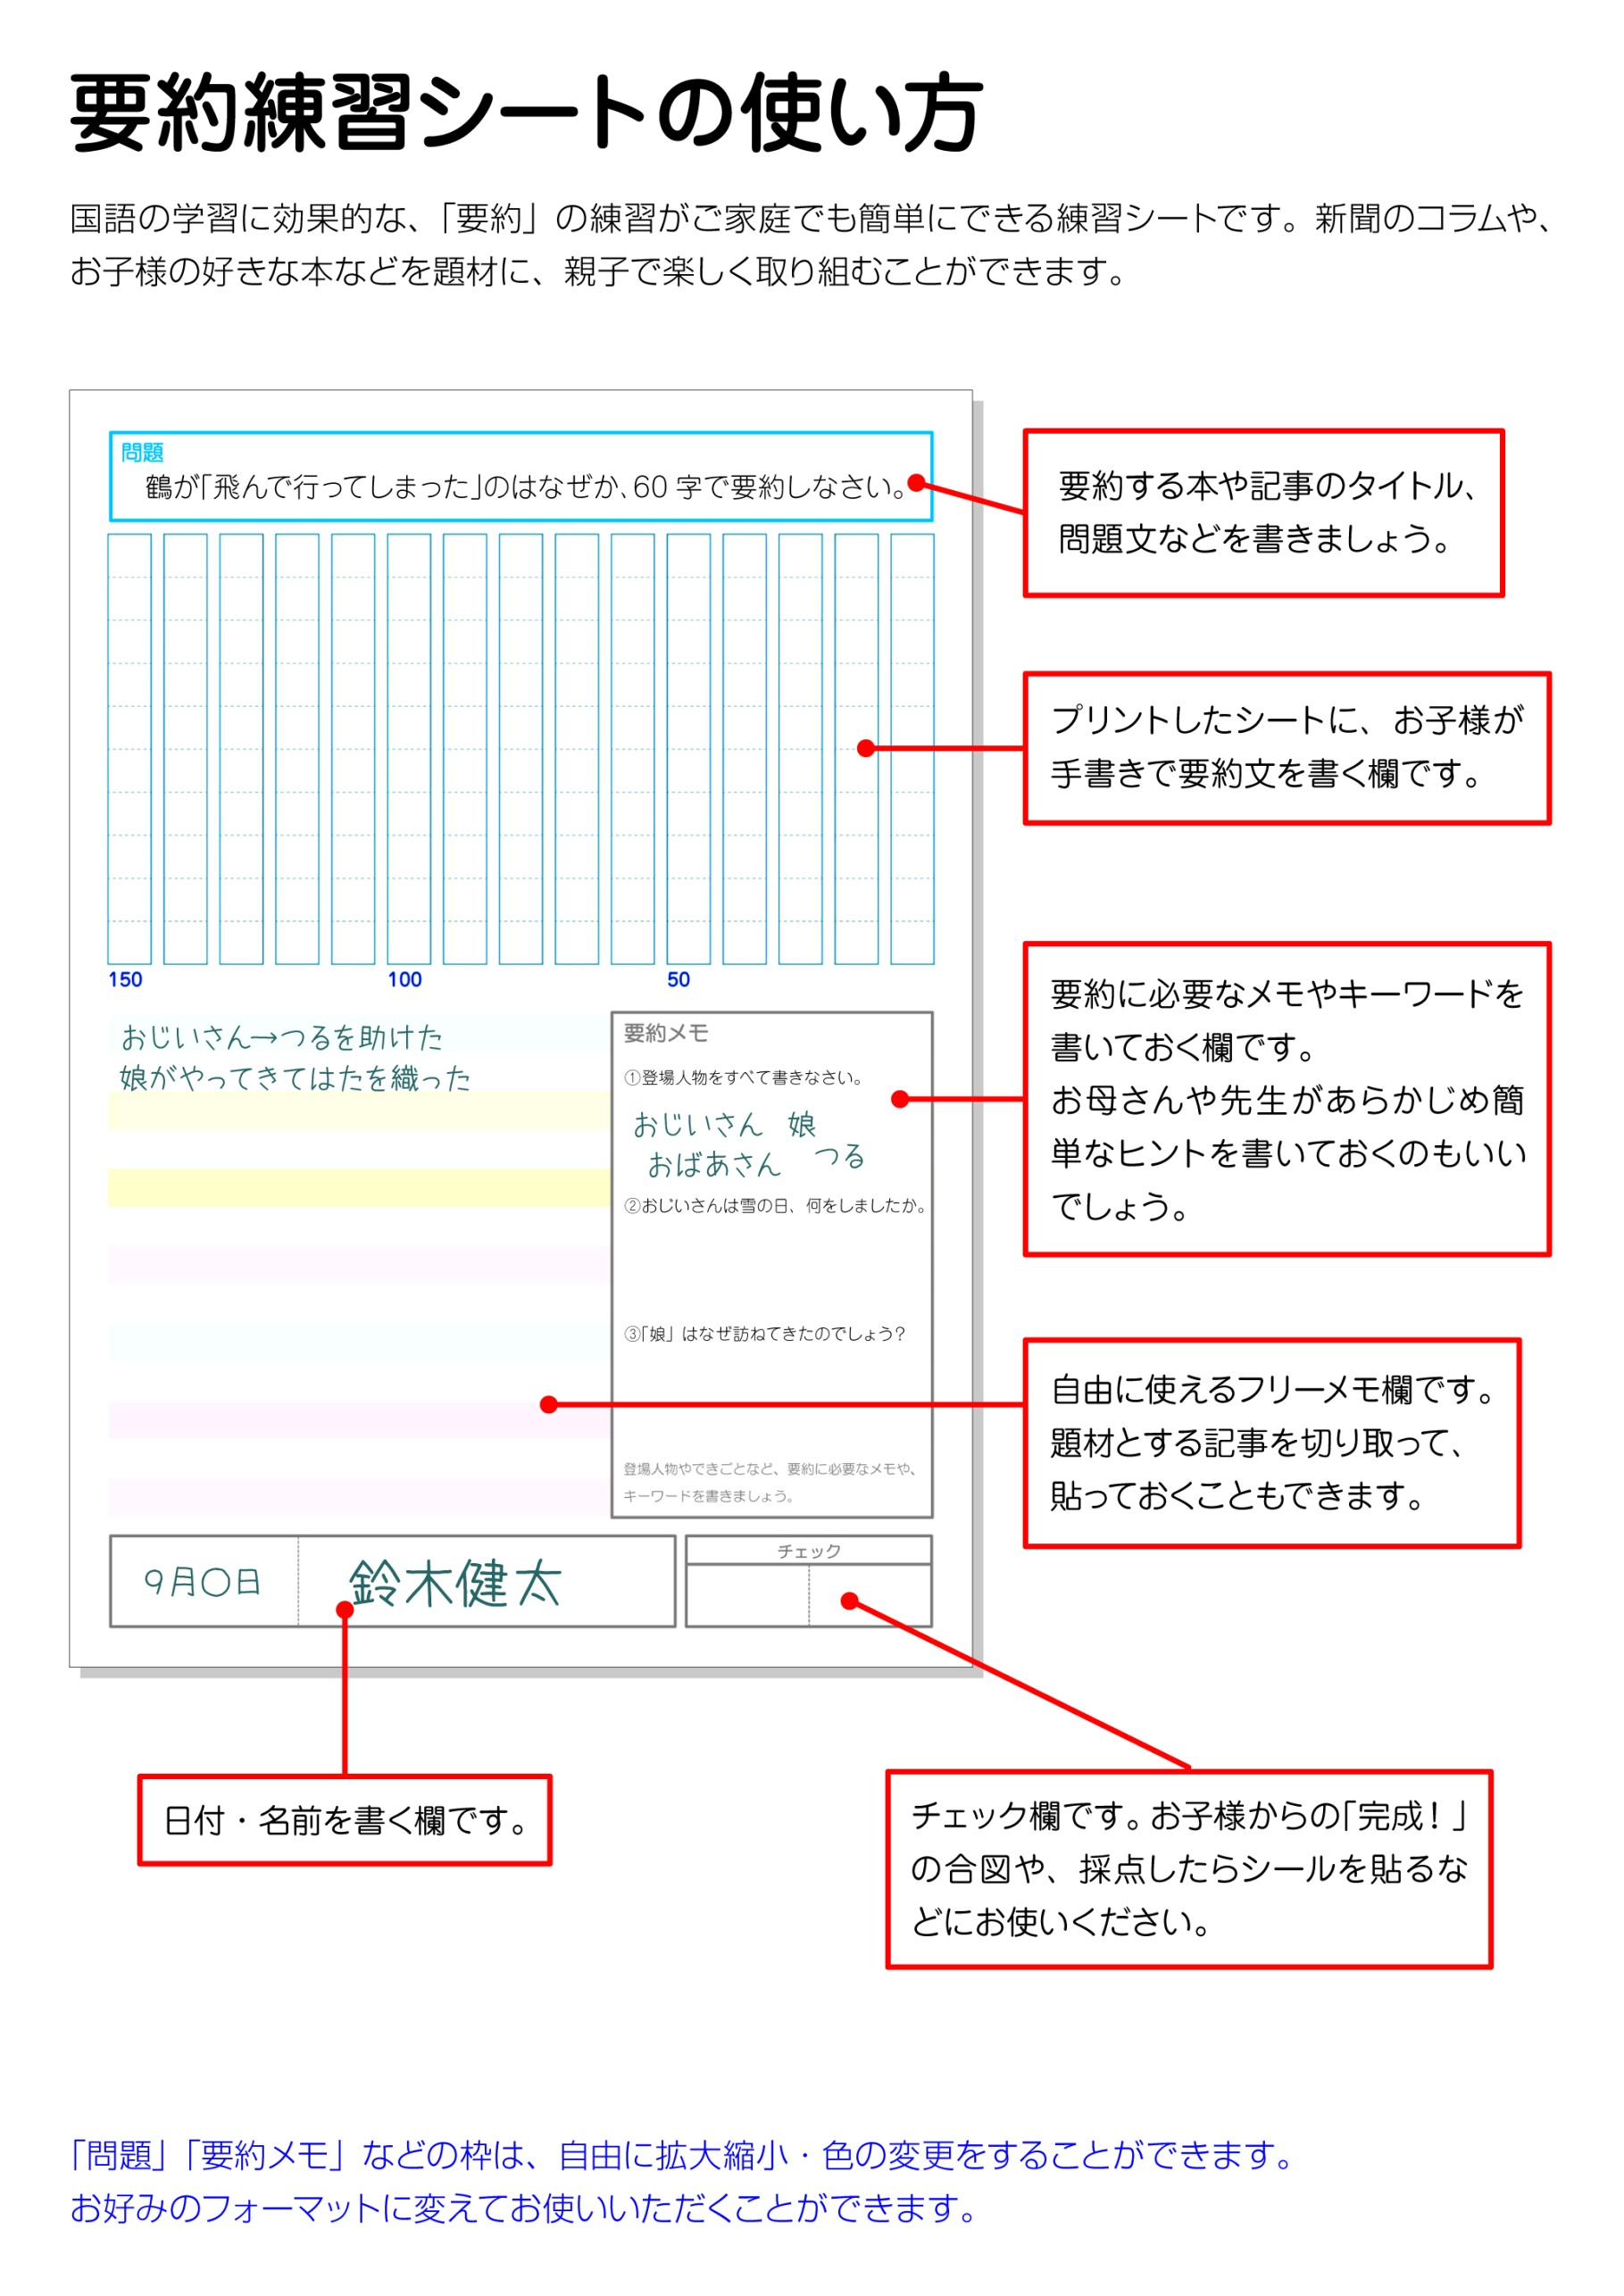 要約練習シートの使い方
国語の学習に効果的な、「要約」の練習がご家庭でも簡単にできる練習シートです。新聞のコラムや、
お子様の好きな本などを題材に、親子で楽しく取り組むことができます。
問題
鶴が「飛んで行ってしまった」のはなぜか、60 字で要約しなさい。
要約する本や記事のタイトル、
問題文などを書きましょう。
プリントしたシートに、お子様が
手書きで要約文を書く欄です。
150
100
50
おじいさん→つるを助けた
娘がやってきてはたを織った
要約メモ
①登場人物をすべて書きなさい。
おじいさん 娘
おばあさん つる
②おじいさんは雪の日、何をしましたか。
③「娘」はなぜ訪ねてきたのでしょう？
登場人物やできごとなど、要約に必要なメモや、
キーワードを書きましょう。
要約に必要なメモやキーワードを
書いておく欄です。
お母さんや先生があらかじめ簡
単なヒントを書いておくのもいい
でしょう。
自由に使えるフリーメモ欄です。
題材とする記事を切り取って、
貼っておくこともできます。
9月〇日
鈴木健太
チェック
日付・名前を書く欄です。
チェック欄です。お子様からの「完成！」
の合図や、採点したらシールを貼るな
どにお使いください。
「問題」「要約メモ」などの枠は、自由に拡大縮小・色の変更をすることができます。
お好みのフォーマットに変えてお使いいただくことができます。